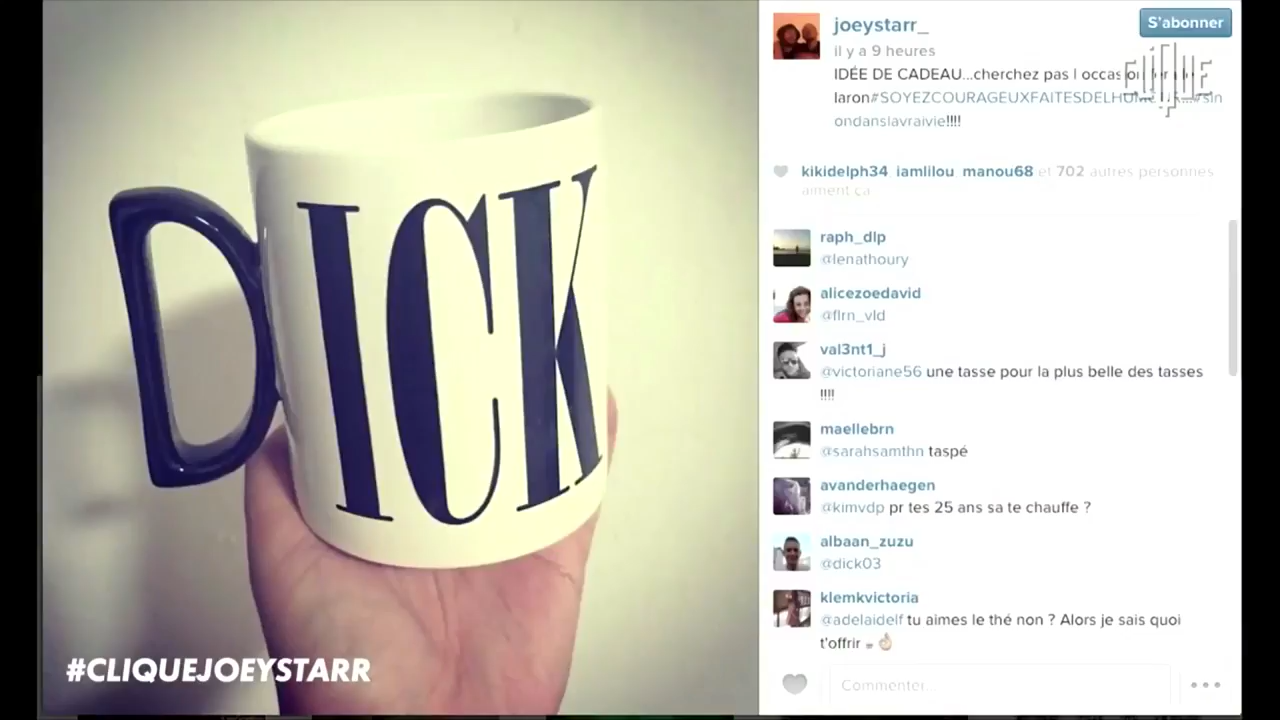 DICK
#CLIQUEJOEYSTARR
joeystarr_
S'abonner
il y a 9 heures
CLIQUE
IDÉE DE CADEAU...cherchez pas l occasion
laron#SOYEZCOURAGEUXFAITESDELHUM
ondanslavraivie!!!!
kikidelph34 iamlilou manou68 et 702 autres personnes
aiment ça
raph_dlp
@lenathoury
alicezoedavid
@flrn_vld
val3nt1_j
@victoriane56 une tasse pour la plus belle des tasses
!!!!
maellebrn
@sarahsamthn taspé
avanderhaegen
@kimvdp pr tes 25 ans sa te chauffe ?
albaan_zuzu
@dick03
klemkvictoria
@adelaidelf tu aimes le thé non ? Alors je sais quoi
t'offrir ☕👌🏼
Commenter...